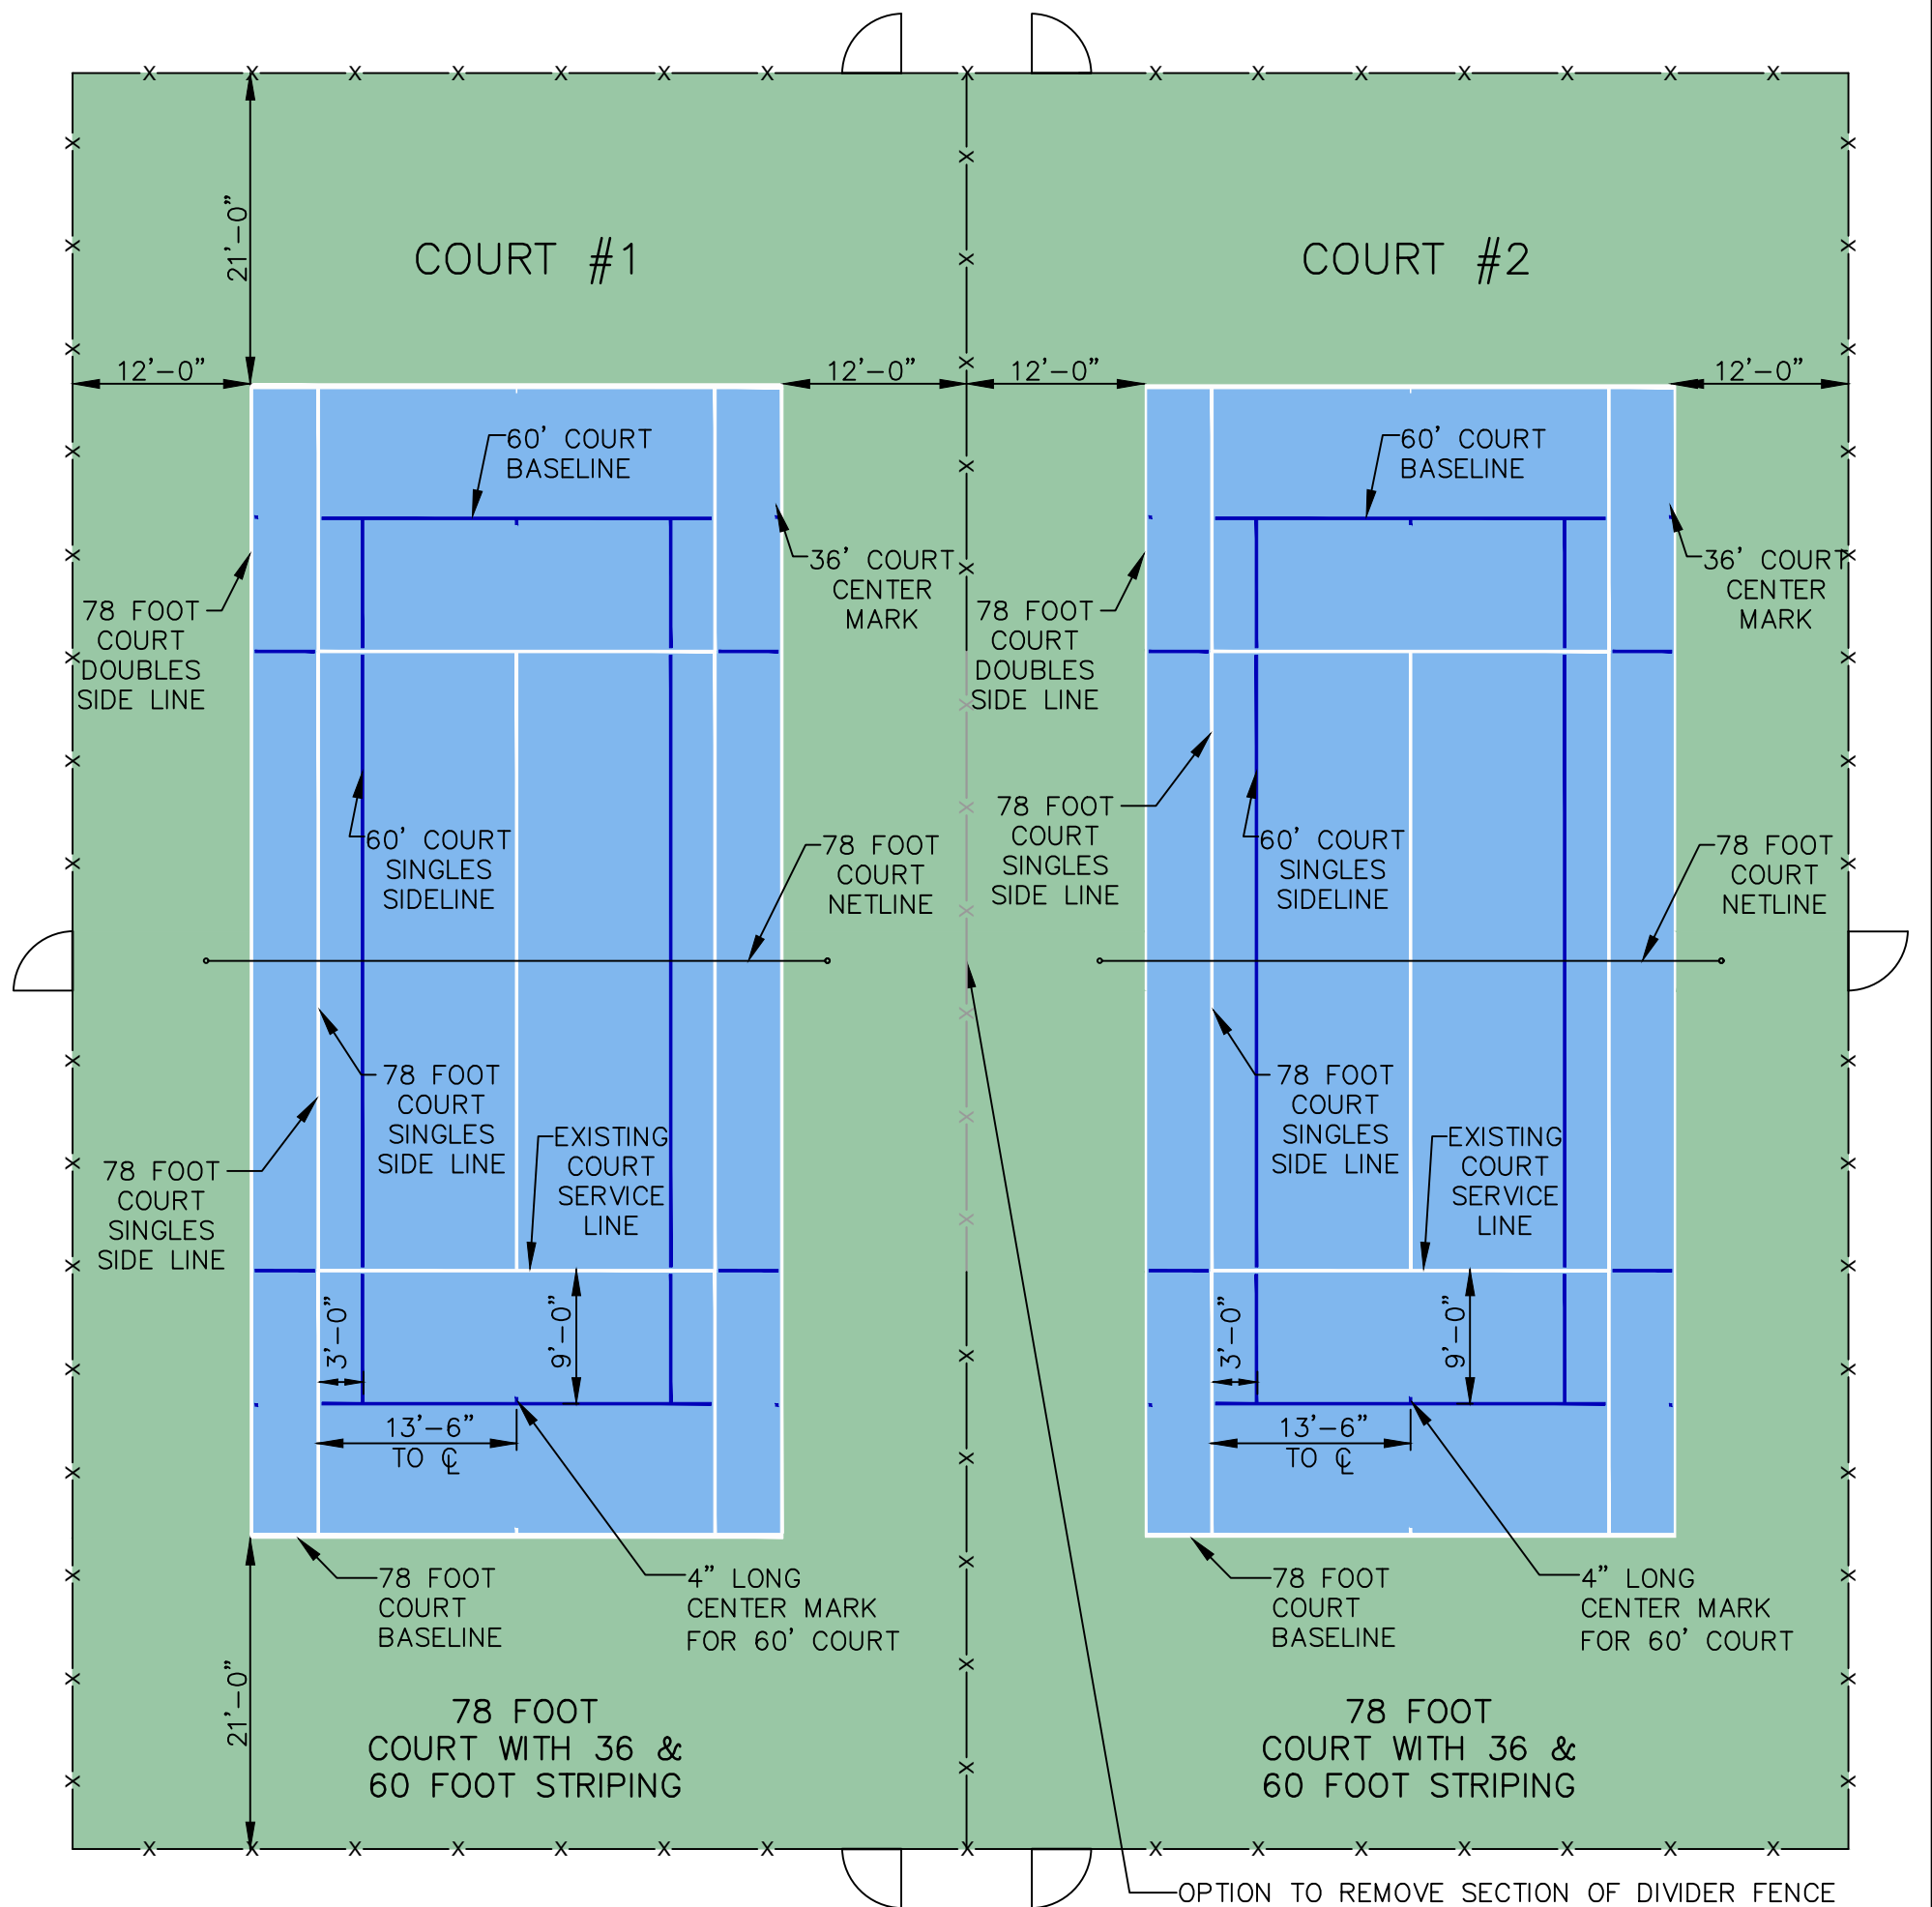 COURT #1
COURT #2
21'-0"
12'-0"
12'-0"
12'-0"
12'-0"
60' COURT
BASELINE
60' COURT
BASELINE
36' COURT
CENTER
MARK
36' COURT
CENTER
MARK
78 FOOT
COURT
DOUBLES
SIDE LINE
78 FOOT
COURT
DOUBLES
SIDE LINE
78 FOOT
COURT
SINGLES
SIDE LINE
60' COURT
SINGLES
SIDELINE
60' COURT
SINGLES
SIDELINE
78 FOOT
COURT
NETLINE
78 FOOT
COURT
NETLINE
78 FOOT
COURT
SINGLES
SIDE LINE
78 FOOT
COURT
SINGLES
SIDE LINE
78 FOOT
COURT
SINGLES
SIDE LINE
EXISTING
COURT
SERVICE
LINE
EXISTING
COURT
SERVICE
LINE
3'-0"
9'-0"
3'-0"
9'-0"
13'-6"
TO ℄
13'-6"
TO ℄
78 FOOT
COURT
BASELINE
4" LONG
CENTER MARK
FOR 60' COURT
78 FOOT
COURT
BASELINE
4" LONG
CENTER MARK
FOR 60' COURT
21'-0"
78 FOOT
COURT WITH 36 &
60 FOOT STRIPING
78 FOOT
COURT WITH 36 &
60 FOOT STRIPING
OPTION TO REMOVE SECTION OF DIVIDER FENCE